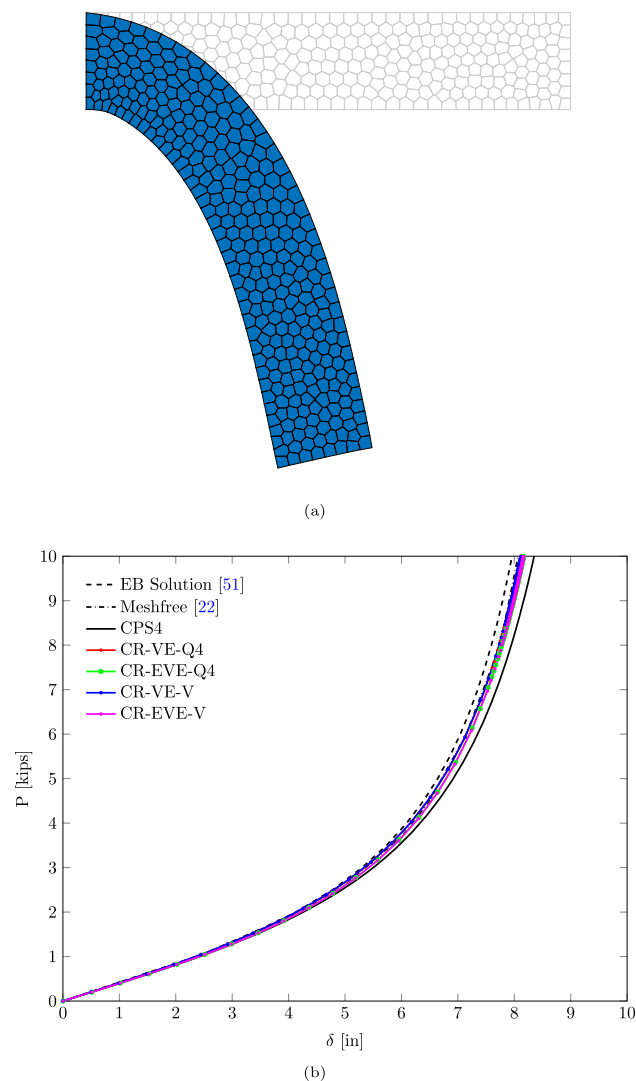 (a)
10
9
8
7
6
5
4
3
2
1
0
P [kips]
EB Solution [51]
Meshfree [22]
CPS4
CR-VE-Q4
CR-EVE-Q4
CR-VE-V
CR-EVE-V
0 1 2 3 4 5 6 7 8 9 10
δ [in]
(b)